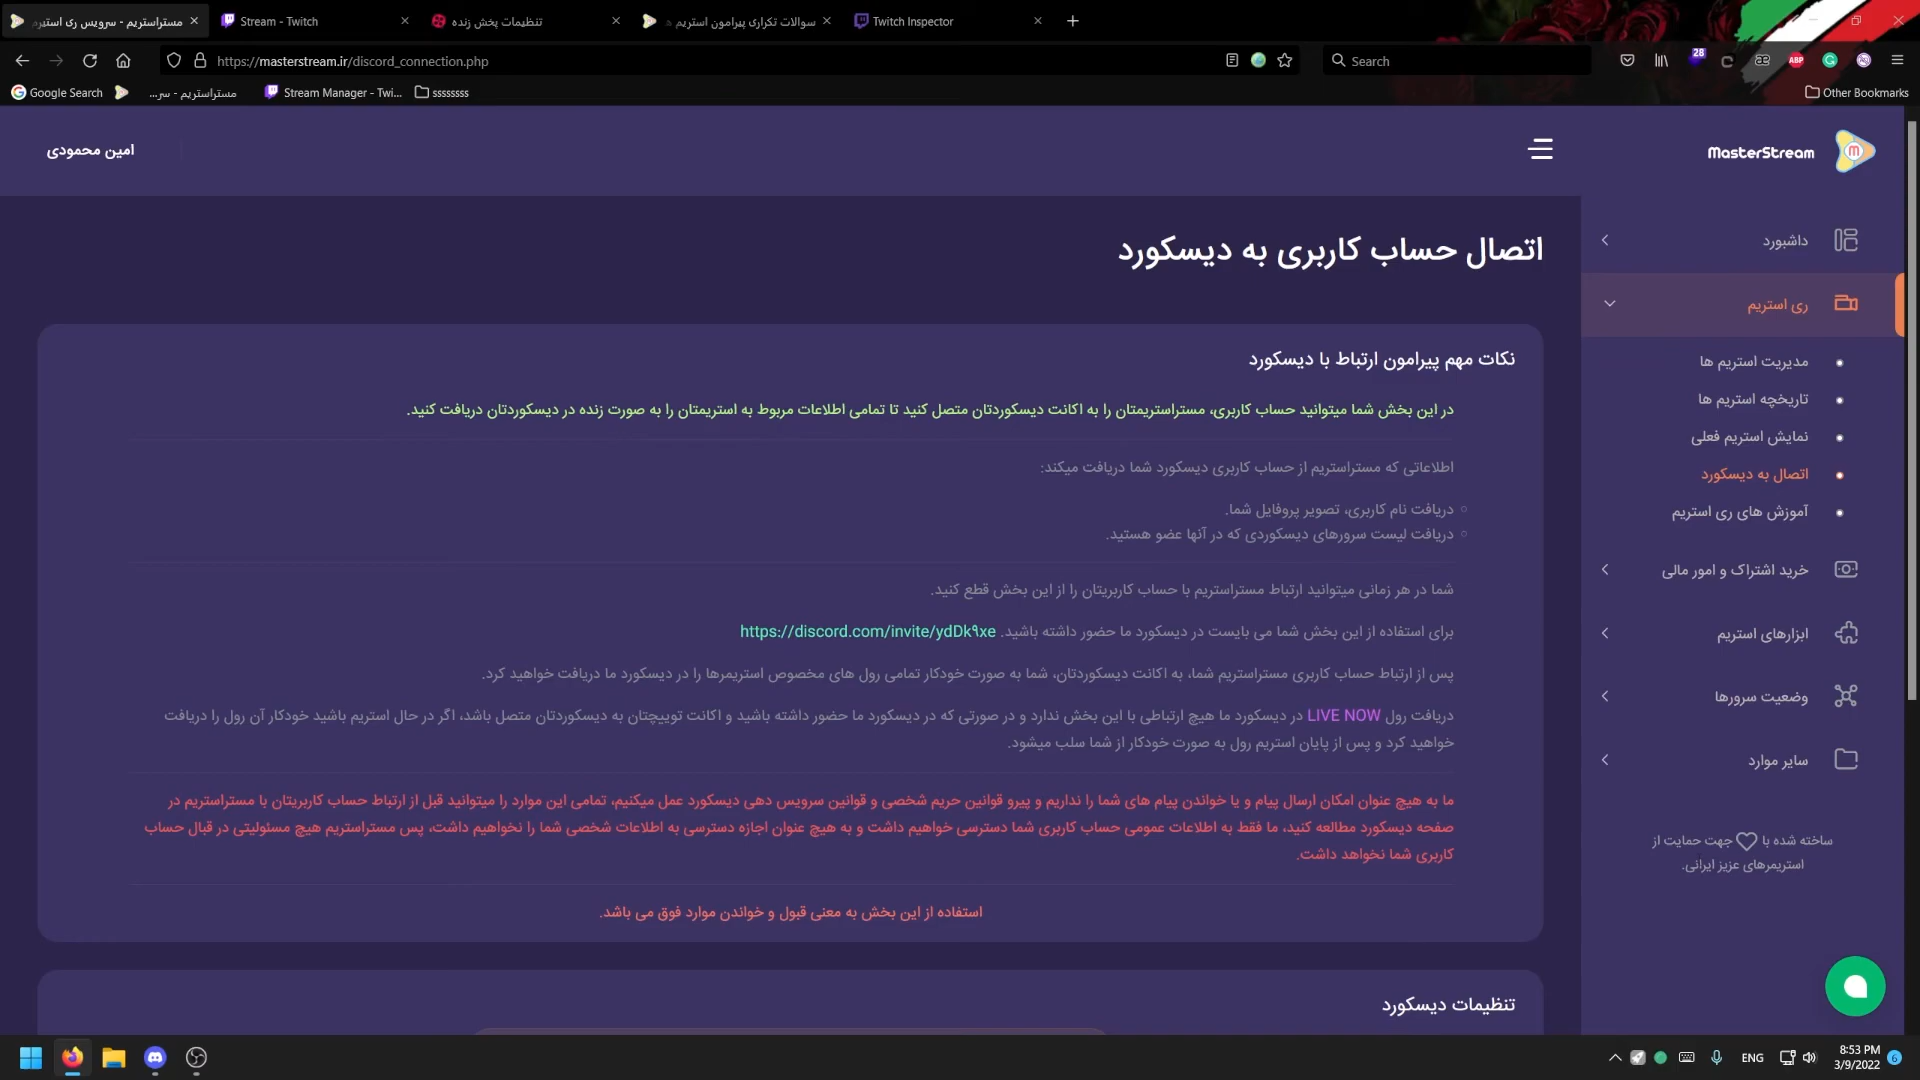 مستراستریم - سرویس ری استریم
Stream - Twitch
تنظیمات پخش زنده
سوالات تکراری پیرامون استریم
Twitch Inspector
https://masterstream.ir/discord_connection.php
Search
28
ABP
Google Search
مستراستریم - سر...
Stream Manager - Twi...
ssssssss
Other Bookmarks
امین محمودی
MasterStream
اتصال حساب کاربری به دیسکورد
نکات مهم پیرامون ارتباط با دیسکورد
در این بخش شما میتوانید حساب کاربری، مستراستریمتان را به اکانت دیسکوردتان متصل کنید تا تمامی اطلاعات مربوط به استریمتان را به صورت زنده در دیسکوردتان دریافت کنید.
اطلاعاتی که مستراستریم از حساب کاربری دیسکورد شما دریافت میکند:
دریافت نام کاربری، تصویر پروفایل شما.
دریافت لیست سرورهای دیسکوردی که در آنها عضو هستید.
شما در هر زمانی میتوانید ارتباط مستراستریم با حساب کاربریتان را از این بخش قطع کنید.
برای استفاده از این بخش شما می بایست در دیسکورد ما حضور داشته باشید. https://discord.com/invite/ydDk۹xe
پس از ارتباط حساب کاربری مستراستریم شما، به اکانت دیسکوردتان، شما به صورت خودکار تمامی رول های مخصوص استریمرها را در دیسکورد ما دریافت خواهید کرد.
دریافت رول LIVE NOW در دیسکورد ما هیچ ارتباطی با این بخش ندارد و در صورتی که در دیسکورد ما حضور داشته باشید و اکانت توییچتان به دیسکوردتان متصل باشد، اگر در حال استریم باشید خودکار آن رول را دریافت
خواهید کرد و پس از پایان استریم رول به صورت خودکار از شما سلب میشود.
ما به هیچ عنوان امکان ارسال پیام و یا خواندن پیام های شما را نداریم و پیرو قوانین حریم شخصی و قوانین سرویس دهی دیسکورد عمل میکنیم، تمامی این موارد را میتوانید قبل از ارتباط حساب کاربریتان با مستراستریم در
صفحه دیسکورد مطالعه کنید، ما فقط به اطلاعات عمومی حساب کاربری شما دسترسی خواهیم داشت و به هیچ عنوان اجازه دسترسی به اطلاعات شخصی شما را نخواهیم داشت، پس مستراستریم هیچ مسئولیتی در قبال حساب
کاربری شما نخواهد داشت.
استفاده از این بخش به معنی قبول و خواندن موارد فوق می باشد.
تنظیمات دیسکورد
داشبورد
ری استریم
مدیریت استریم ها
تاریخچه استریم ها
نمایش استریم فعلی
اتصال به دیسکورد
آموزش های ری استریم
خرید اشتراک و امور مالی
ابزارهای استریم
وضعیت سرورها
سایر موارد
ساخته شده با جهت حمایت از
استریمرهای عزیز ایرانی.
ENG
8:53 PM
3/9/2022
6